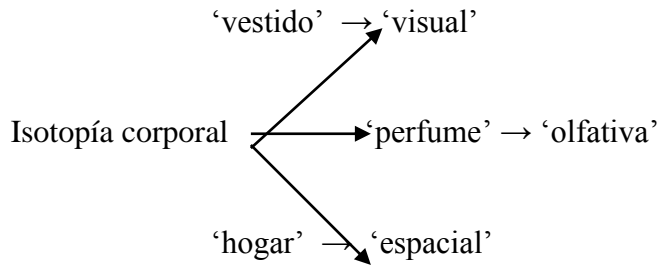 ‘vestido’ → ‘visual’
Isotopía corporal ‘perfume’ → ‘olfativa’
‘hogar’ → ‘espacial’